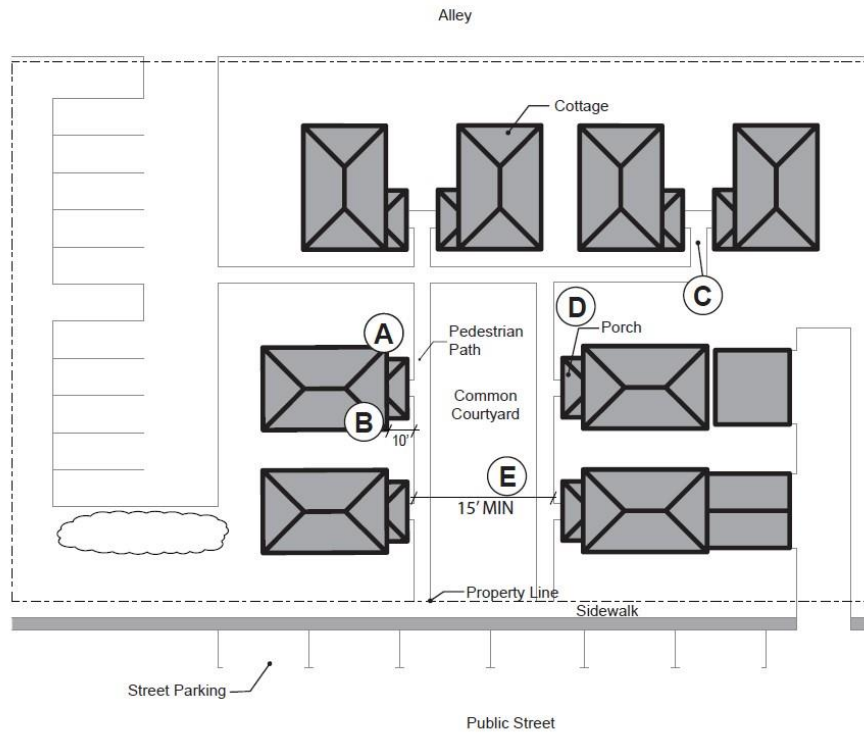 Alley
Cottage
C
D
Porch
A
Pedestrian
Path
Common
Courtyard
B
10'
E
15' MIN
Property Line
Sidewalk
Street Parking
Public Street